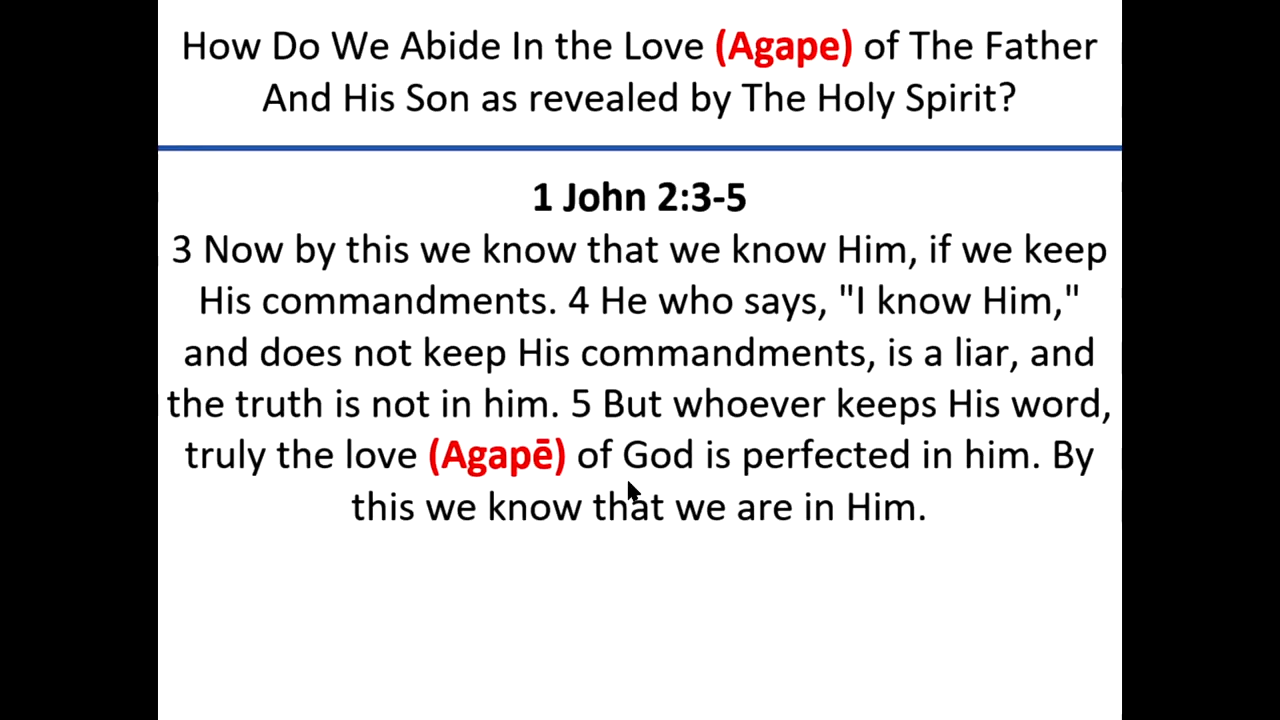 How Do We Abide In the Love (Agape) of The Father
And His Son as revealed by The Holy Spirit?
1 John 2:3-5
3 Now by this we know that we know Him, if we keep
His commandments. 4 He who says, "I know Him,"
and does not keep His commandments, is a liar, and
the truth is not in him. 5 But whoever keeps His word,
truly the love (Agapē) of God is perfected in him. By
this we know that we are in Him.